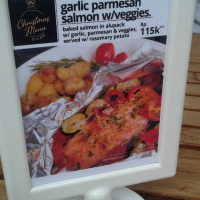 garlic parmesan
salmon w/veggies
baked salmon in alupack
w/ garlic, parmesan & veggies,
served w/ rosemary potato
Rp
115k++
Christmas
Menu